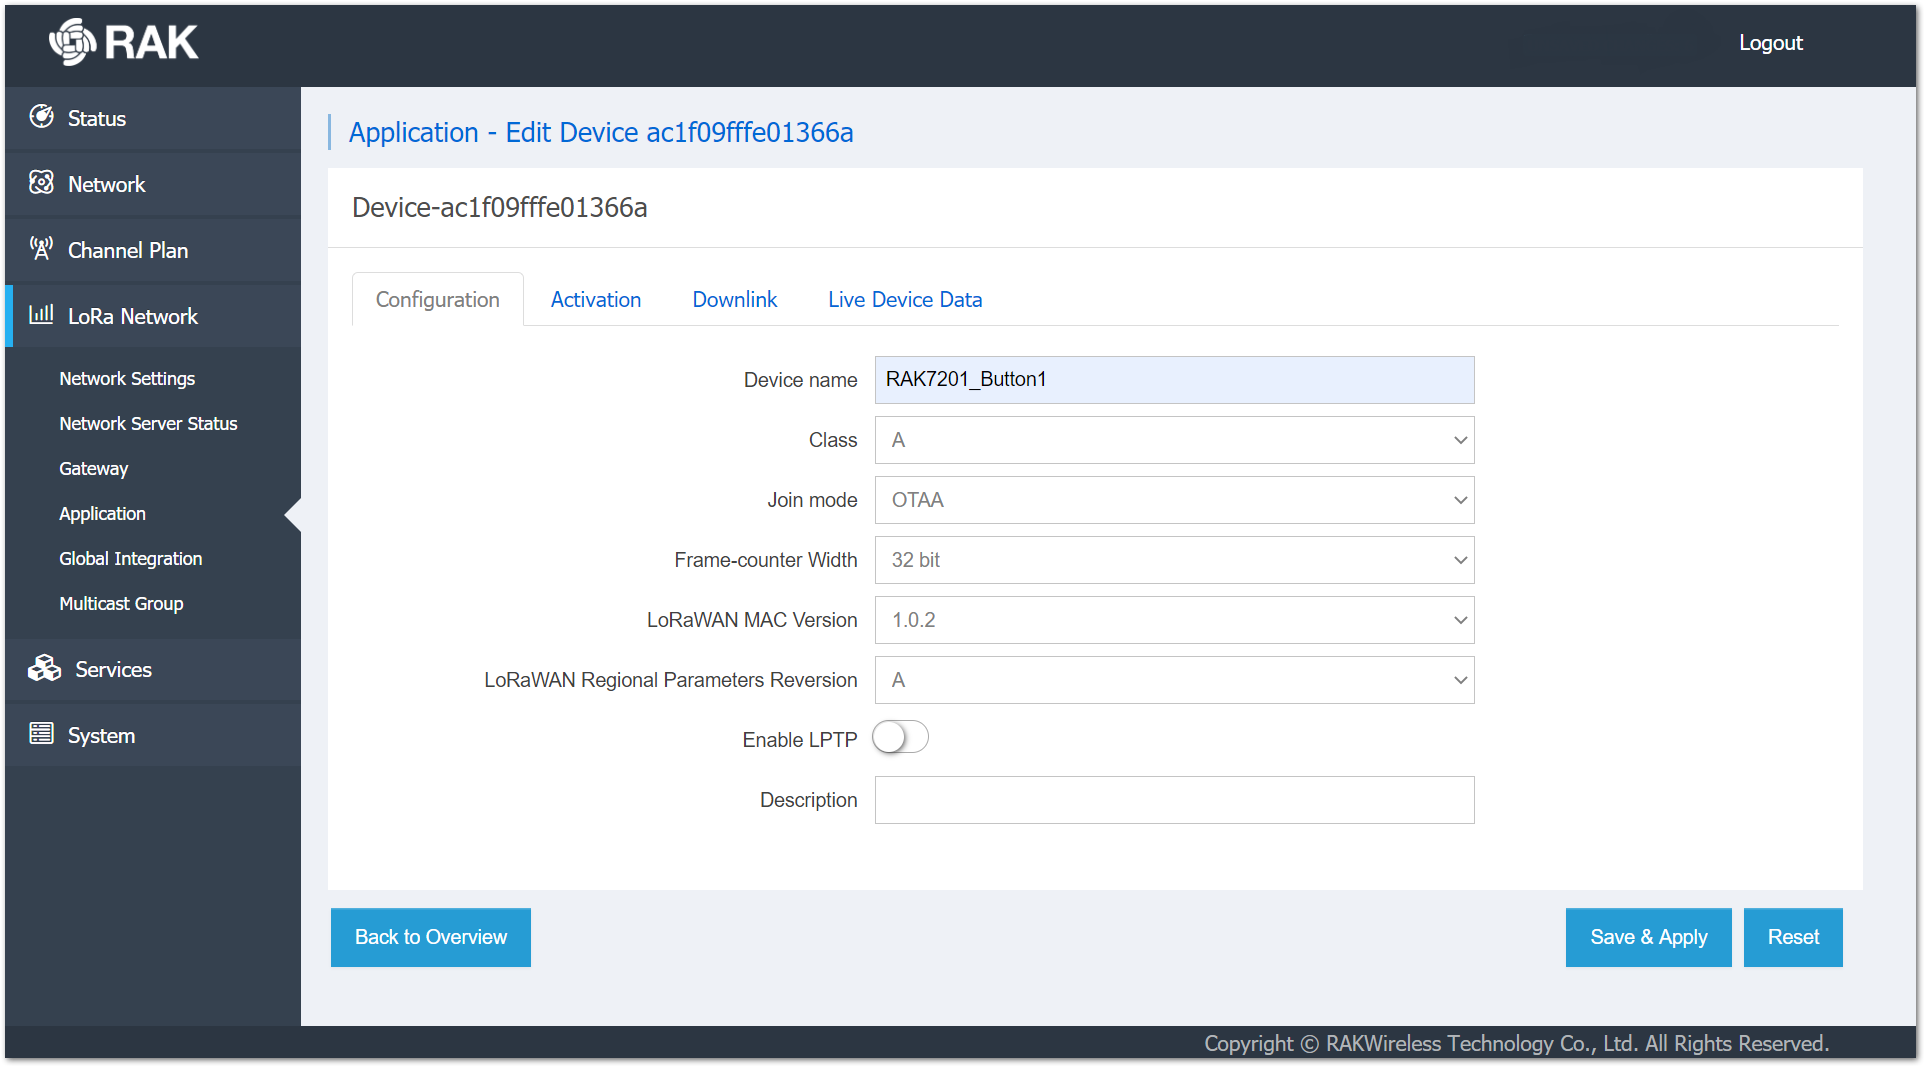 RAK
Logout
Status
Network
Channel Plan
LoRa Network
Network Settings
Network Server Status
Gateway
Application
Global Integration
Multicast Group
Services
System
Application - Edit Device ac1f09fffe01366a
Device-ac1f09fffe01366a
Configuration Activation Downlink Live Device Data
Device name RAK7201_Button1
Class A
Join mode OTAA
Frame-counter Width 32 bit
LoRaWAN MAC Version 1.0.2
LoRaWAN Regional Parameters Reversion A
Enable LPTP
Description
Back to Overview Save & Apply Reset
Copyright © RAKWireless Technology Co., Ltd. All Rights Reserved.